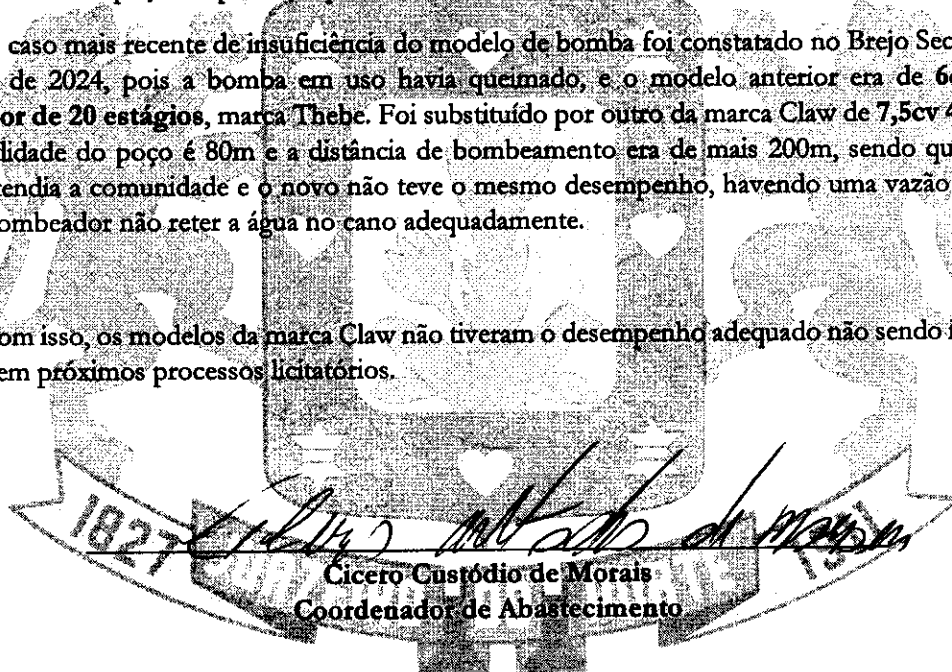 caso mais recente de insuficiência do modelo de bomba foi constatado no Brejo Sec
de 2024, pois a bomba em uso havia queimado, e o modelo anterior era de 6
or de 20 estágios, marca Thebe. Foi substituído por outro da marca Claw de 7,5cv 4
lidade do poço é 80m e a distância de bombeamento era de mais 200m, sendo qu
endia a comunidade e o novo não teve o mesmo desempenho, havendo uma vazão
ombeador não reter a água no cano adequadamente.
om isso, os modelos da marca Claw não tiveram o desempenho adequado não sendo
em próximos processos licitatórios.
1827
Cicero Custódio de Morais
Coordenador de Abastecimento